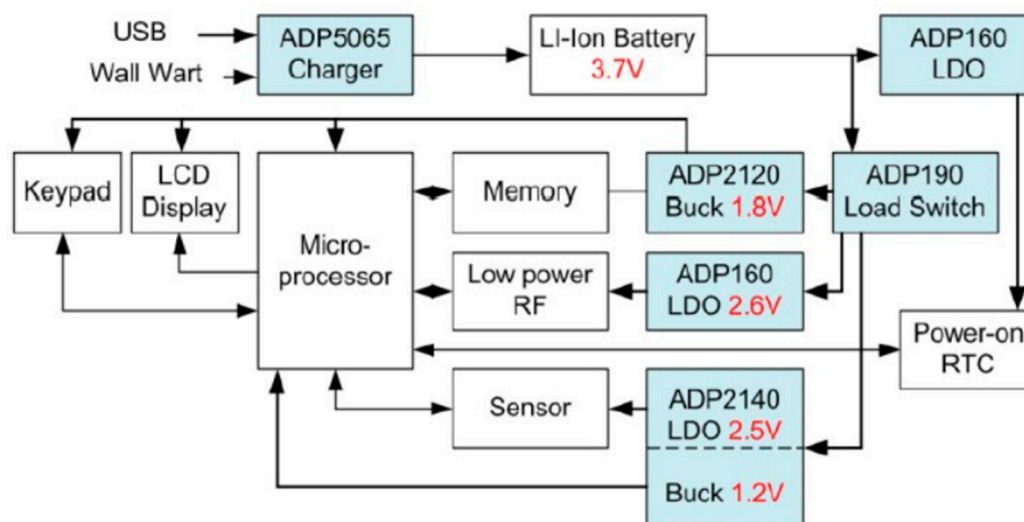 USB
Wall Wart
ADP5065
Charger
LI-Ion Battery
3.7V
ADP160
LDO
Keypad
LCD
Display
Micro-
processor
Memory
ADP2120
Buck 1.8V
ADP190
Load Switch
Low power
RF
ADP160
LDO 2.6V
Power-on
RTC
Sensor
ADP2140
LDO 2.5V
Buck 1.2V